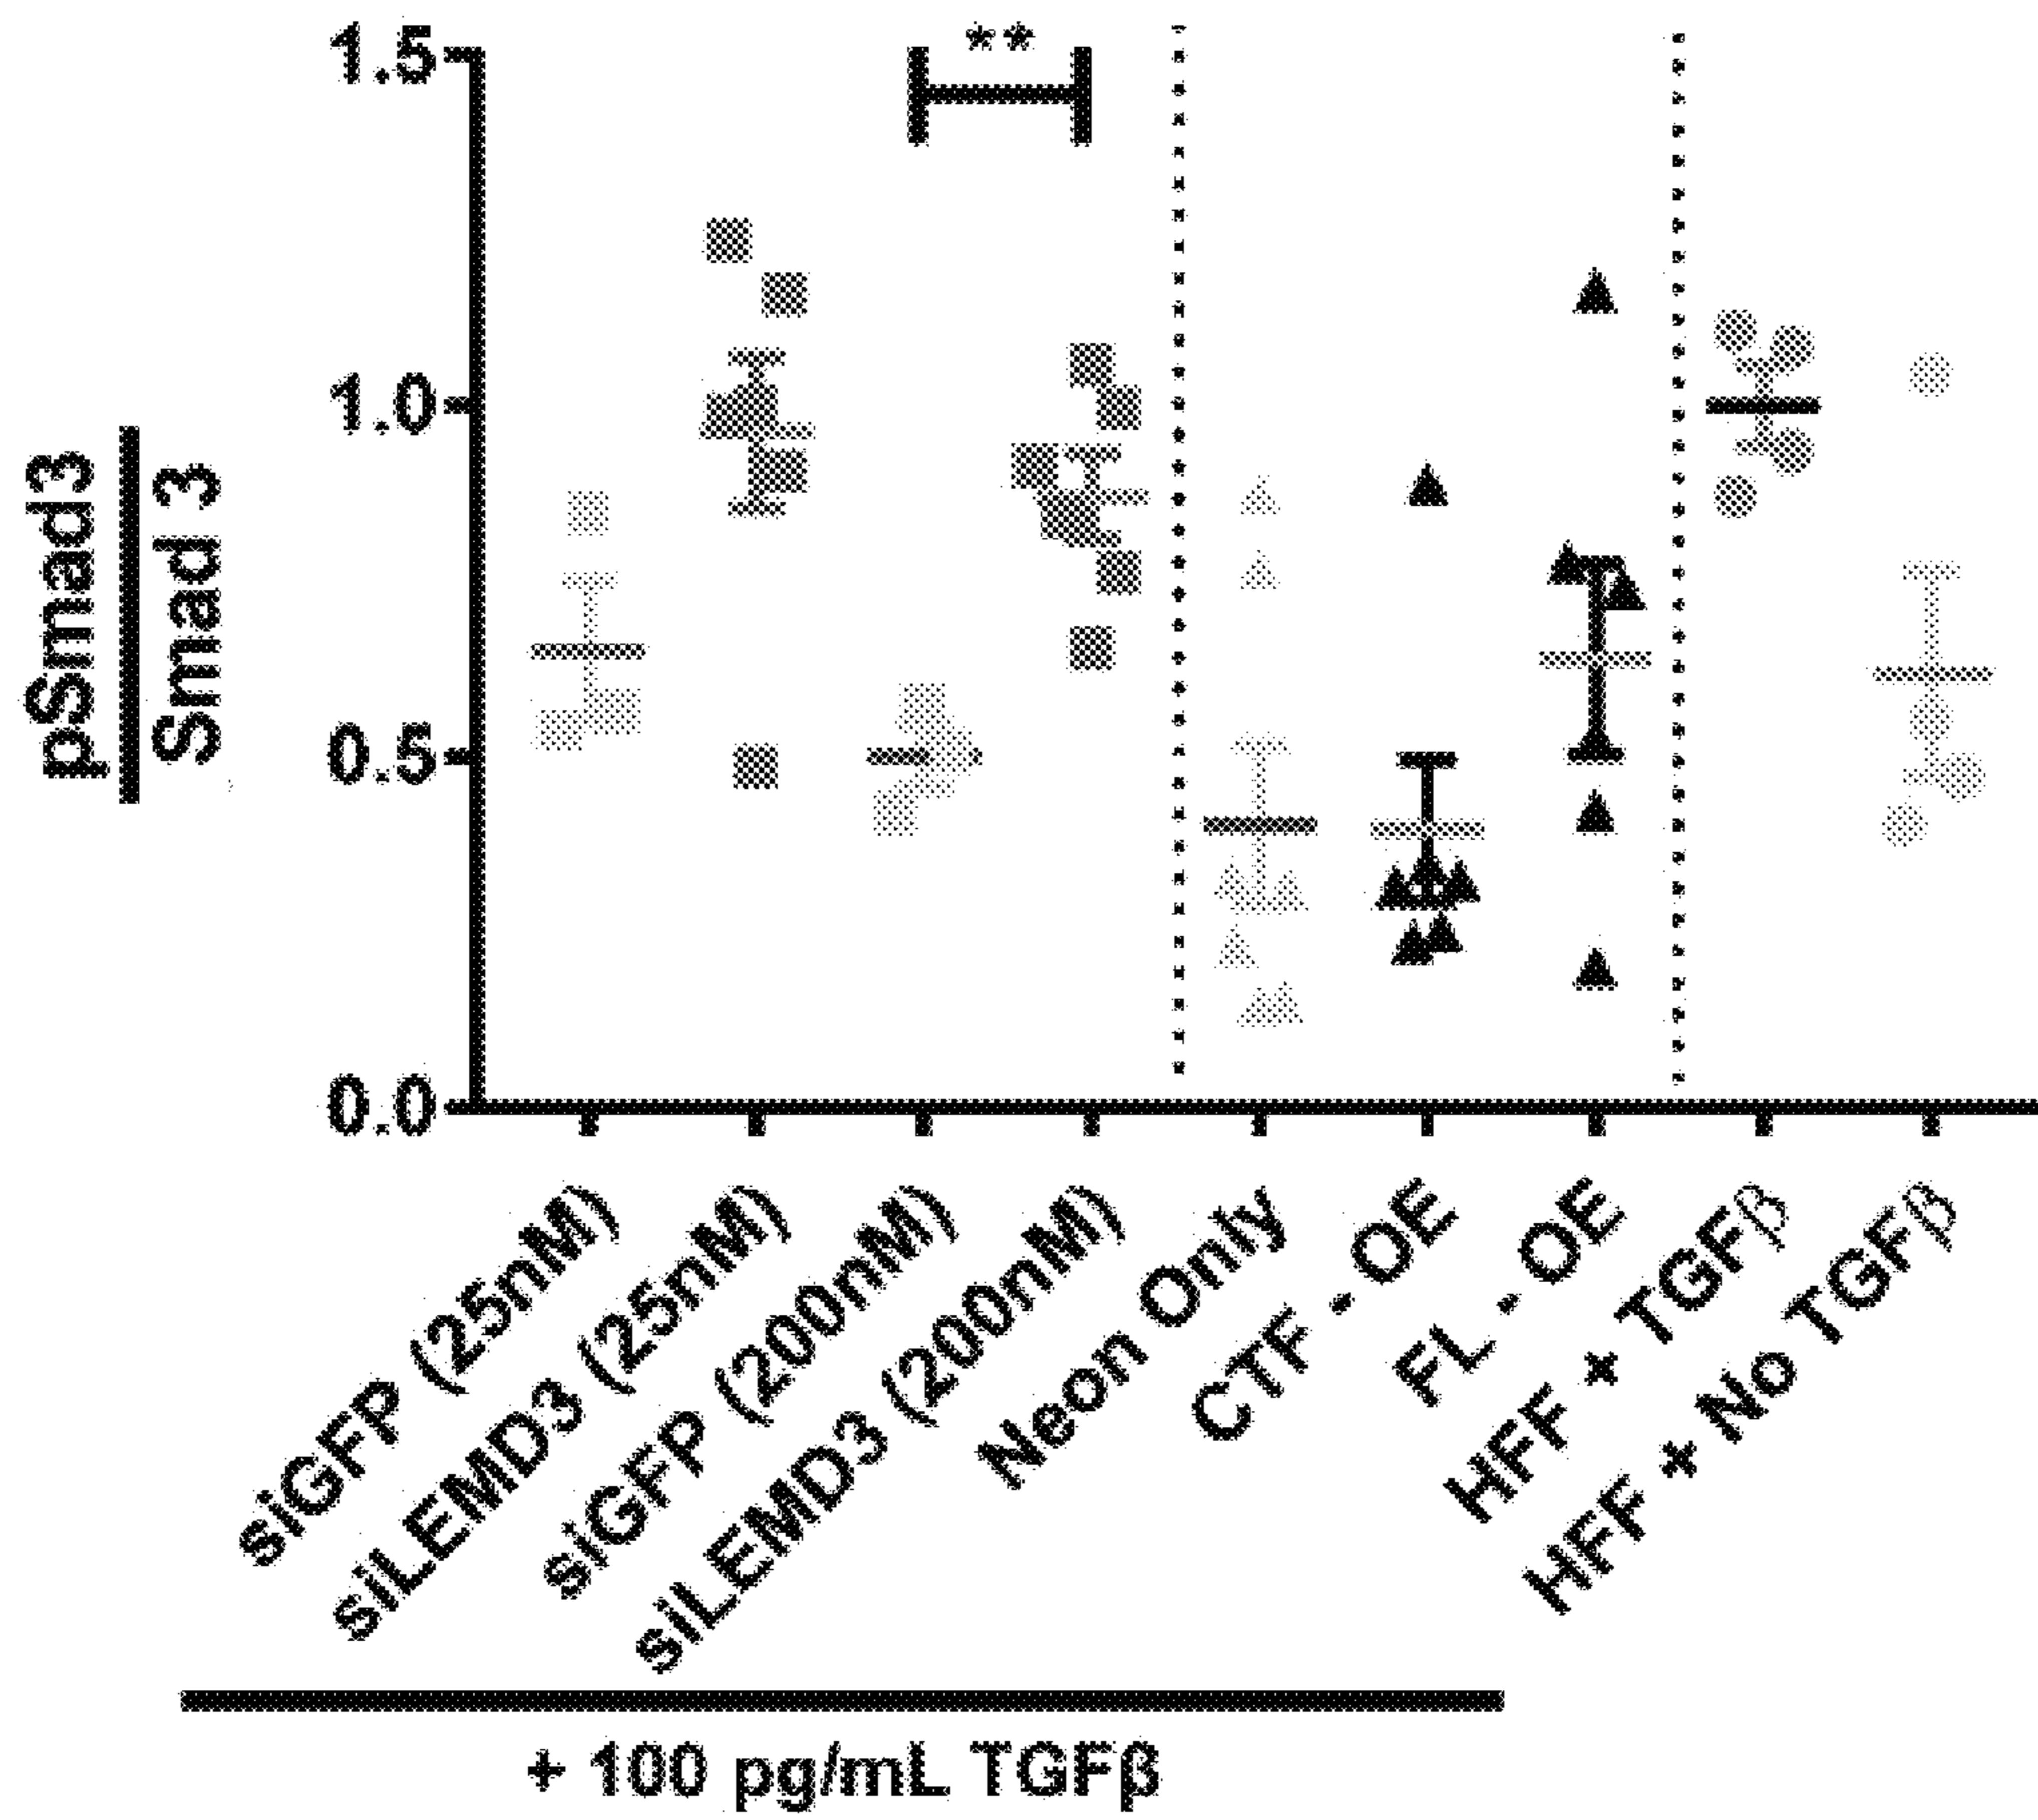 **
1.5
1.0
0.5
0.0
pSmad3
Smad 3
siGFP (25nM)
siLEMD3 (25nM)
siGFP (200nM)
siLEMD3 (200nM)
Neon Only
CTF - OE
FL - OE
HFF + TGFβ
HFF + No TGFβ
+ 100 pg/mL TGFβ